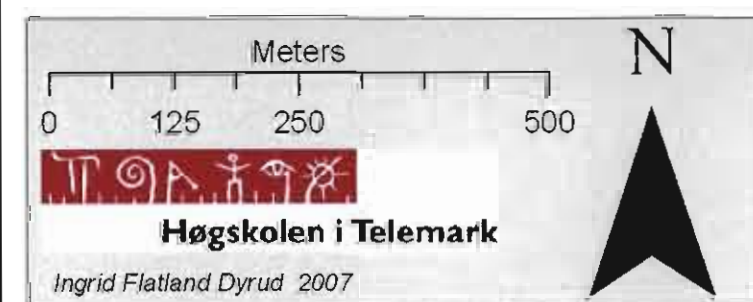 Meters
N
0 125 250 500
Høgskolen i Telemark
Ingrid Flatland Dyrud 2007